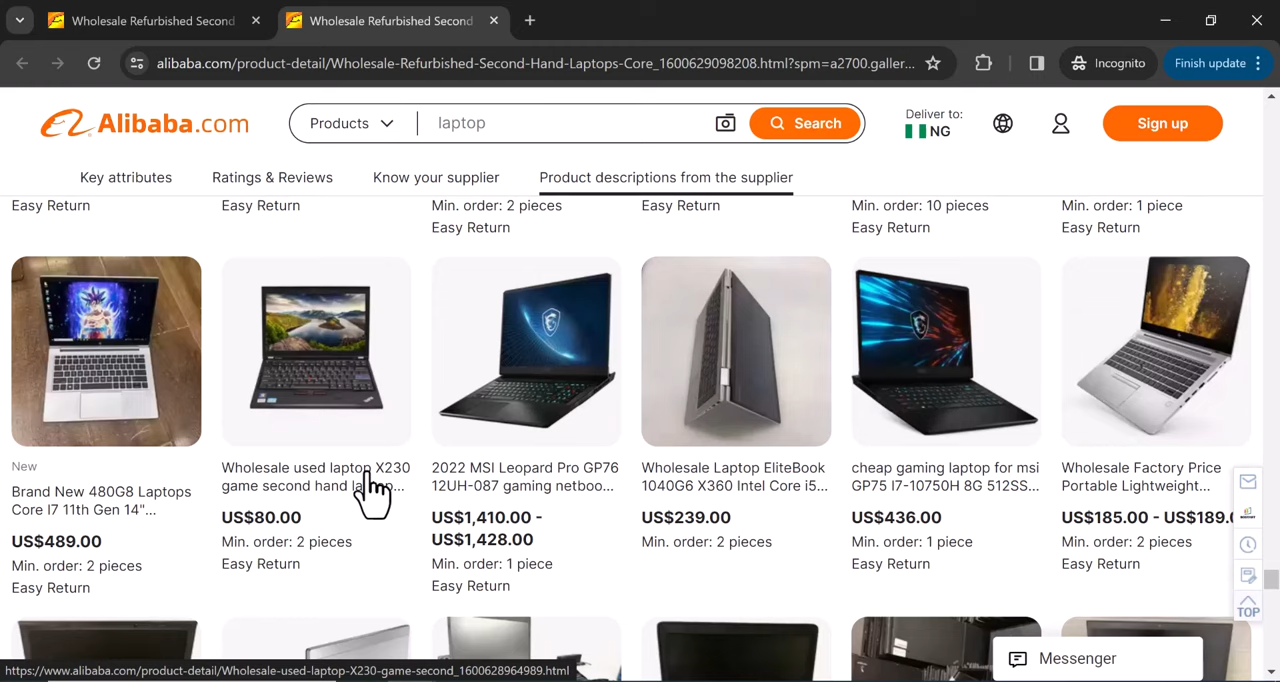 Wholesale Refurbished Second
Wholesale Refurbished Second
alibaba.com/product-detail/Wholesale-Refurbished-Second-Hand-Laptops-Core_1600629098208.html?spm=a2700.galler...
Incognito
Finish update
Alibaba.com
Products
laptop
Search
Deliver to:
NG
Sign up
Key attributes
Ratings & Reviews
Know your supplier
Product descriptions from the supplier
Easy Return
Easy Return
Min. order: 2 pieces
Easy Return
Easy Return
Min. order: 10 pieces
Easy Return
Min. order: 1 piece
Easy Return
New
Brand New 480G8 Laptops
Core I7 11th Gen 14"...
US$489.00
Min. order: 2 pieces
Easy Return
Wholesale used laptop X230
game second hand
US$80.00
Min. order: 2 pieces
Easy Return
2022 MSI Leopard Pro GP76
12UH-087 gaming netboo...
US$1,410.00 -
US$1,428.00
Min. order: 1 piece
Easy Return
Wholesale Laptop EliteBook
1040G6 X360 Intel Core i5...
US$239.00
Min. order: 2 pieces
cheap gaming laptop for msi
GP75 I7-10750H 8G 512SS...
US$436.00
Min. order: 1 piece
Easy Return
Wholesale Factory Price
Portable Lightweight...
US$185.00 - US$189.0
Min. order: 2 pieces
Easy Return
TOP
Messenger
https://www.alibaba.com/product-detail/Wholesale-used-laptop-X230-game-second_1600628964989.html